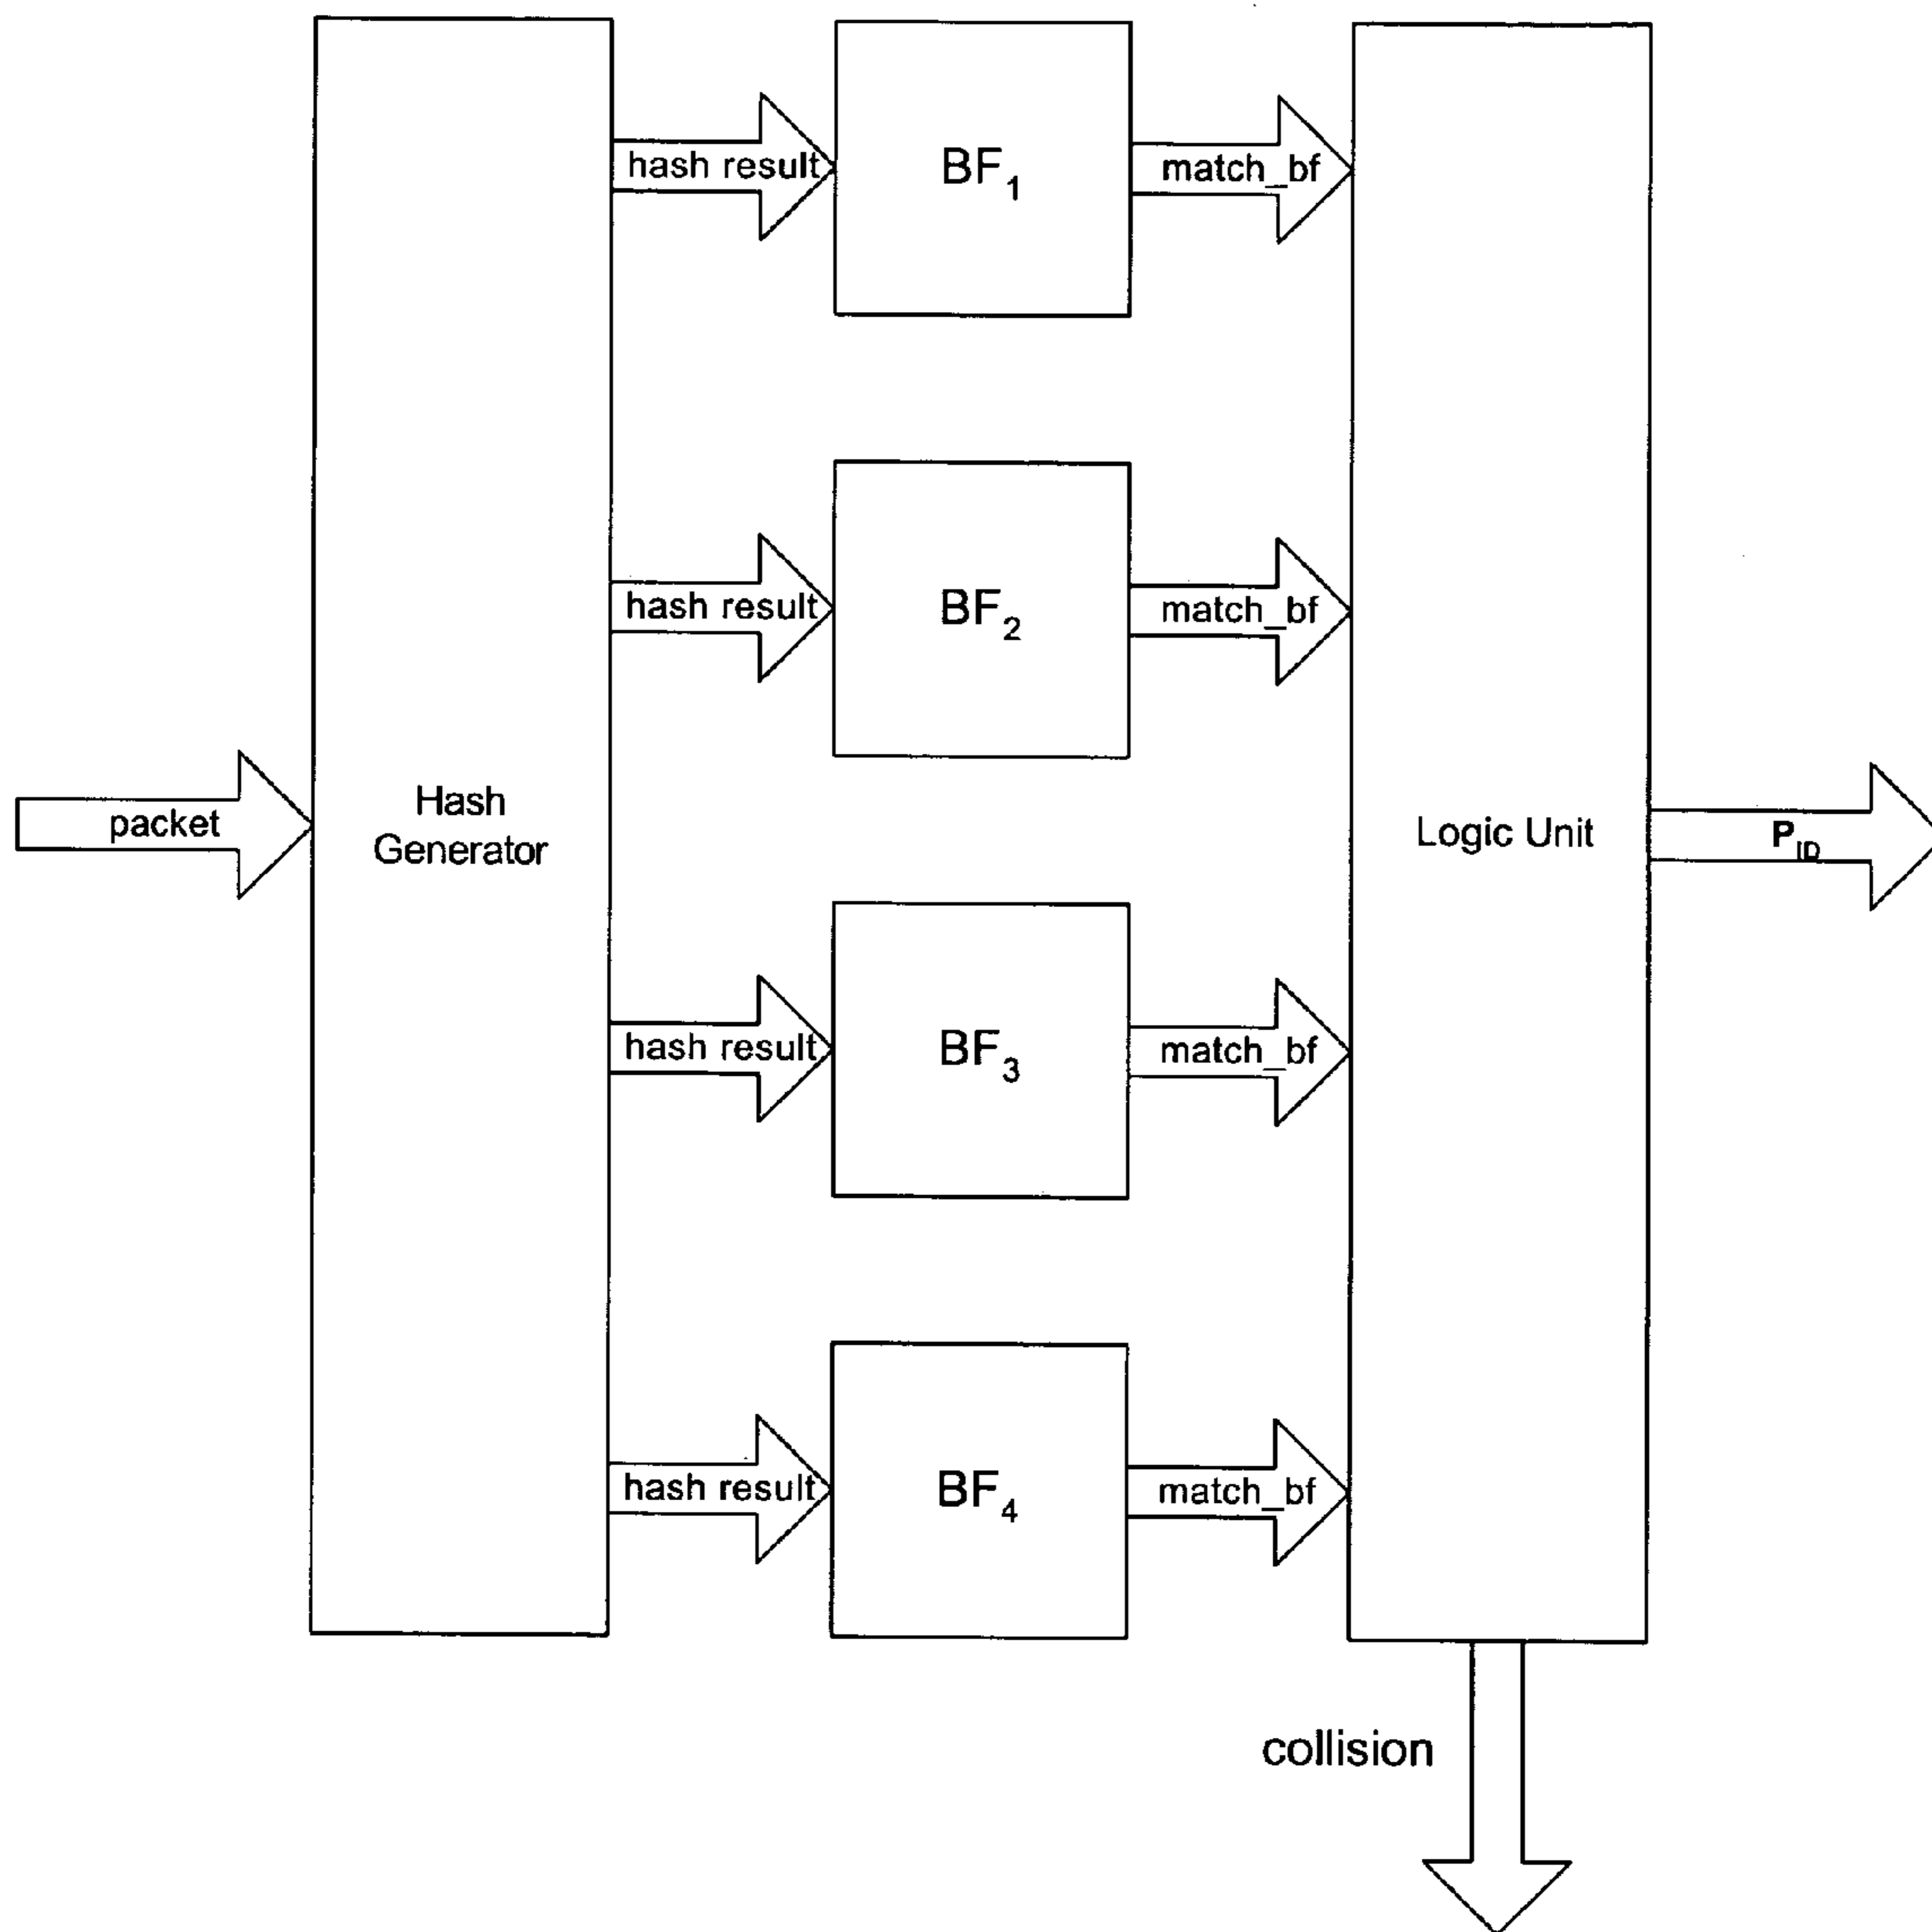 hash result
BF1
match_bf
hash result
BF2
match_bf
packet
Hash
Generator
Logic Unit
PID
hash result
BF3
match_bf
hash result
BF4
match_bf
collision